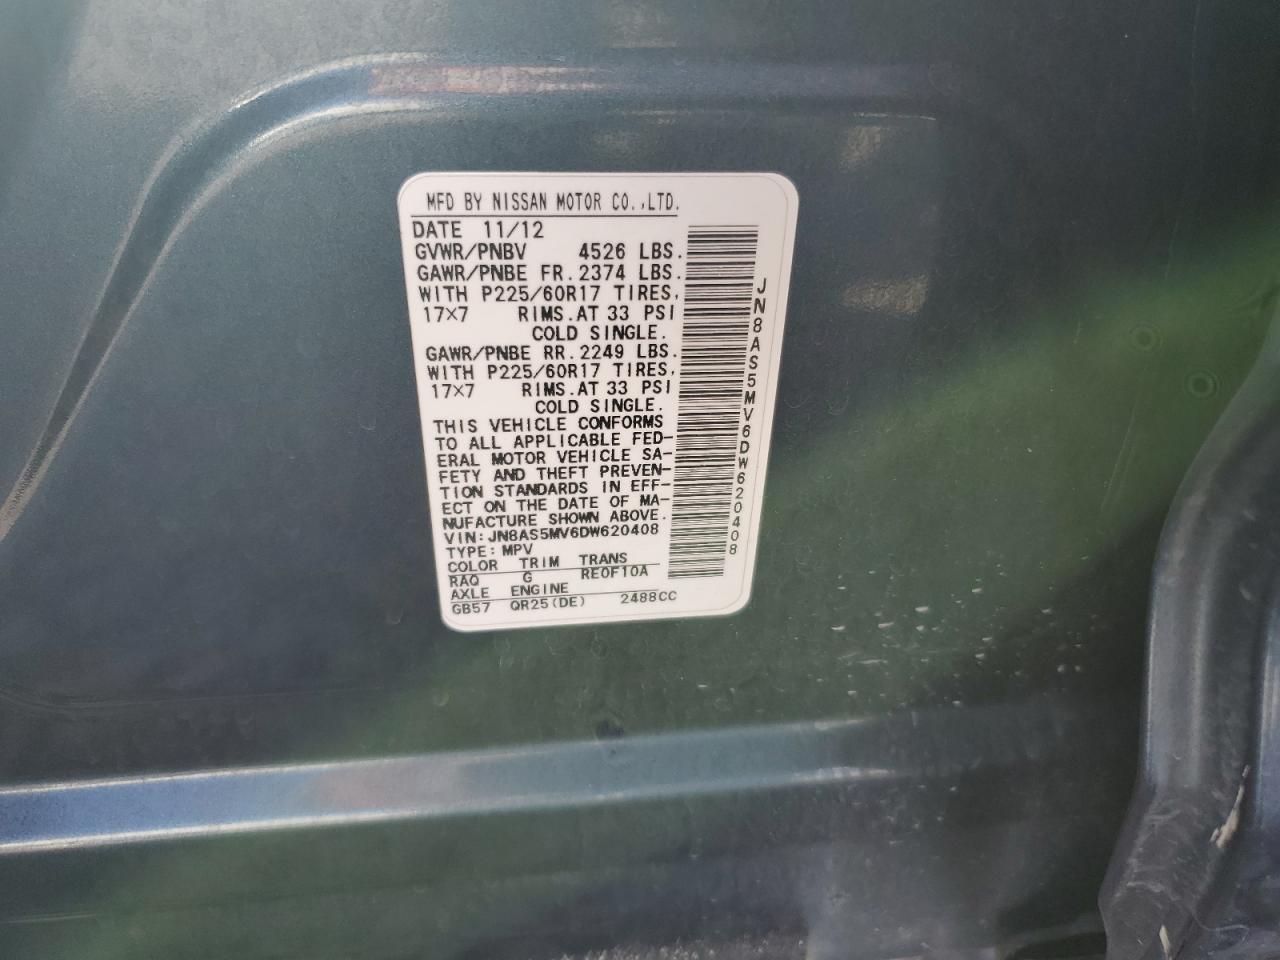 MFD BY NISSAN MOTOR CO.,LTD.
DATE 11/12
GVWR/PNBV 4526 LBS.
GAWR/PNBE FR.2374 LBS.
WITH P225/60R17 TIRES,
17×7 RIMS.AT 33 PSI
COLD SINGLE.
GAWR/PNBE RR.2249 LBS.
WITH P225/60R17 TIRES,
17×7 RIMS.AT 33 PSI
COLD SINGLE.
THIS VEHICLE CONFORMS
TO ALL APPLICABLE FED-
ERAL MOTOR VEHICLE SA-
FETY AND THEFT PREVEN-
TION STANDARDS IN EFF-
ECT ON THE DATE OF MA-
NUFACTURE SHOWN ABOVE.
VIN:JN8AS5MV6DW620408
TYPE:MPV
COLOR TRIM TRANS
RAQ G RE0F10A
AXLE ENGINE
GB57 QR25(DE) 2488CC
JN8AS5MV6DW620408